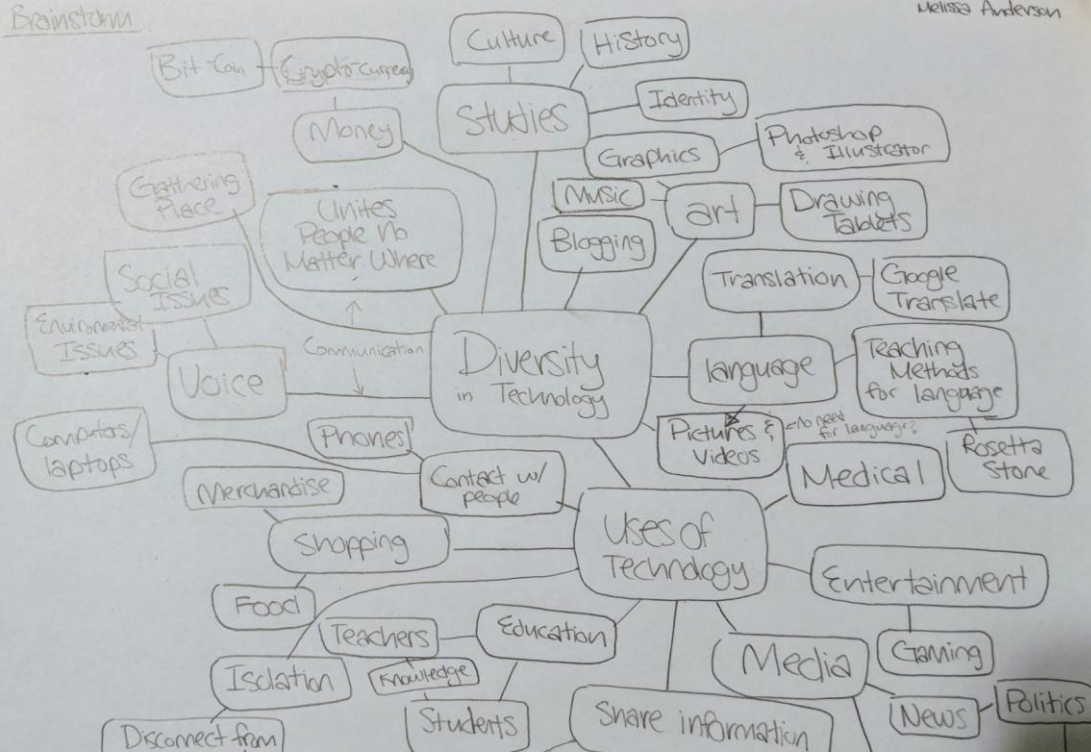 Brainstorm
Melissa Anderson
Culture
History
Bit Coin
Cryptocurrency
Studies
Identity
Money
Graphics
Photoshop
& Illustrator
Gathering
Place
Unites
People No
Matter Where
Music
art
Drawing
Tablets
Blogging
Social
Issues
Translation
Google
Translate
Environmental
Issues
Communication
Diversity
in Technology
language
Teaching
Methods
for language
Voice
Phones
Pictures &
Videos
No need
for language?
Computers/
laptops
Contact w/
people
Medical
Rosetta
Stone
Merchandise
Shopping
Uses of
Technology
Entertainment
Food
Teachers
Education
Gaming
Isolation
Knowledge
Media
Students
Share information
News
Politics
Disconnect from